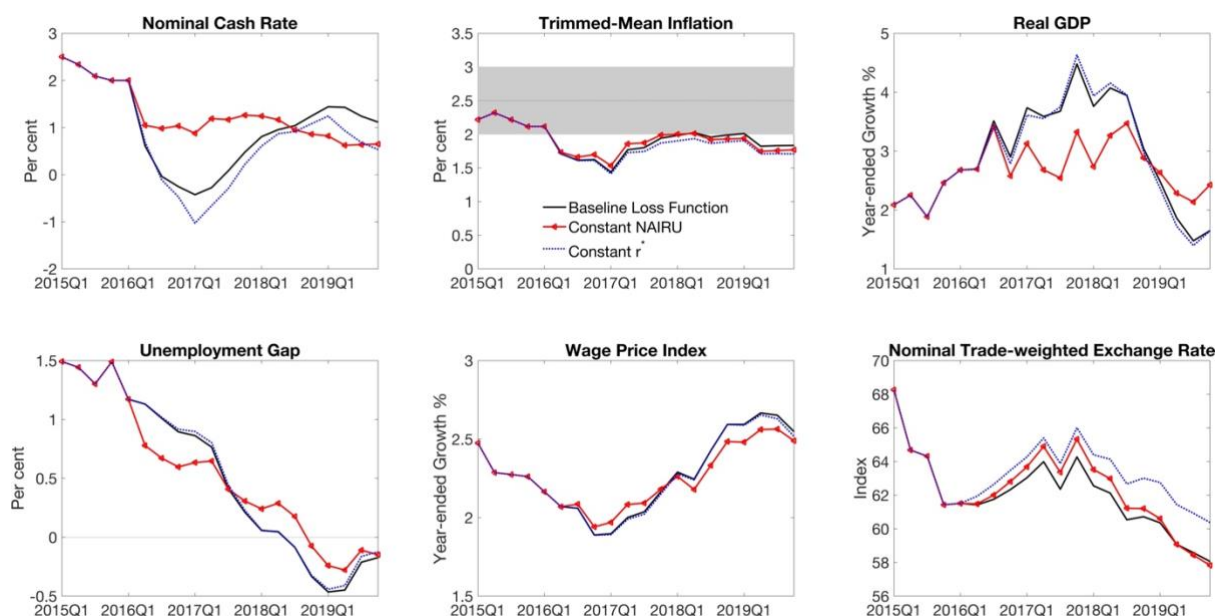 Nominal Cash Rate
Per cent
3
2
1
0
-1
-2
2015Q1 2016Q1 2017Q1 2018Q1 2019Q1
Trimmed-Mean Inflation
Per cent
3.5
3
2.5
2
1.5
1
0.5
0
Baseline Loss Function
Constant NAIRU
Constant r*
2015Q1 2016Q1 2017Q1 2018Q1 2019Q1
Real GDP
Year-ended Growth %
5
4
3
2
1
2015Q1 2016Q1 2017Q1 2018Q1 2019Q1
Unemployment Gap
Per cent
1.5
1
0.5
0
-0.5
2015Q1 2016Q1 2017Q1 2018Q1 2019Q1
Wage Price Index
Year-ended Growth %
3
2.5
2
1.5
2015Q1 2016Q1 2017Q1 2018Q1 2019Q1
Nominal Trade-weighted Exchange Rate
Index
70
68
66
64
62
60
58
56
2015Q1 2016Q1 2017Q1 2018Q1 2019Q1